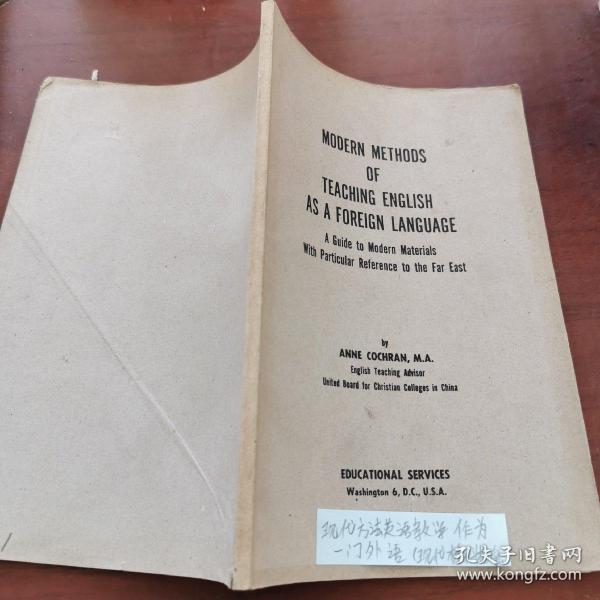 MODERN METHODS
OF
TEACHING ENGLISH
AS A FOREIGN LANGUAGE
A Guide to Modern Materials
With Particular Reference to the Far East
by
ANNE COCHRAN, M.A.
English Teaching Advisor
United Board for Christian Colleges in China
EDUCATIONAL SERVICES
Washington 6, D.C., U.S.A.
现代方法英语教学 作为
一门外语 (现代
孔夫子旧书网
www.kongfz.com